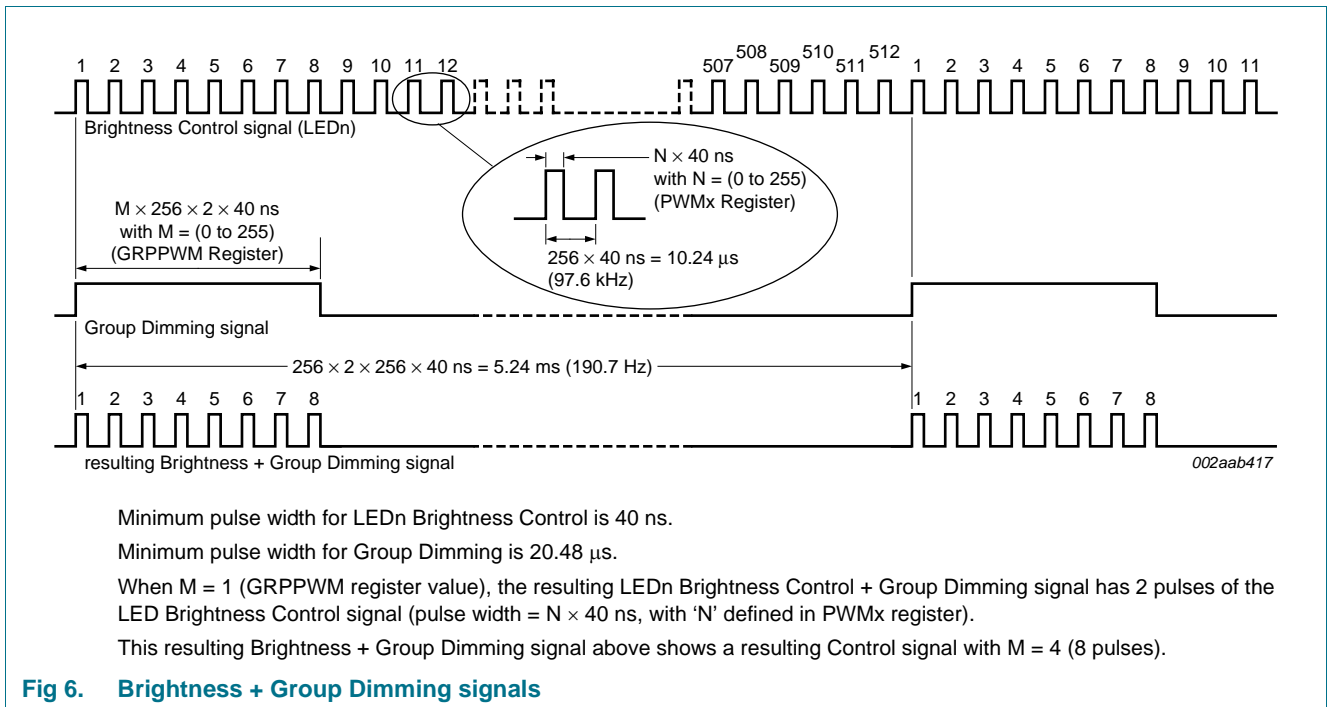 1 2 3 4 5 6 7 8 9 10 11 12 507 508 509 510 511 512 1 2 3 4 5 6 7 8 9 10 11
Brightness Control signal (LEDn)
N × 40 ns
with N = (0 to 255)
(PWMx Register)
M × 256 × 2 × 40 ns
with M = (0 to 255)
(GRPPWM Register)
256 × 40 ns = 10.24 μs
(97.6 kHz)
Group Dimming signal
256 × 2 × 256 × 40 ns = 5.24 ms (190.7 Hz)
1 2 3 4 5 6 7 8 1 2 3 4 5 6 7 8
resulting Brightness + Group Dimming signal
002aab417
Minimum pulse width for LEDn Brightness Control is 40 ns.
Minimum pulse width for Group Dimming is 20.48 μs.
When M = 1 (GRPPWM register value), the resulting LEDn Brightness Control + Group Dimming signal has 2 pulses of the
LED Brightness Control signal (pulse width = N × 40 ns, with ‘N’ defined in PWMx register).
This resulting Brightness + Group Dimming signal above shows a resulting Control signal with M = 4 (8 pulses).
Fig 6. Brightness + Group Dimming signals